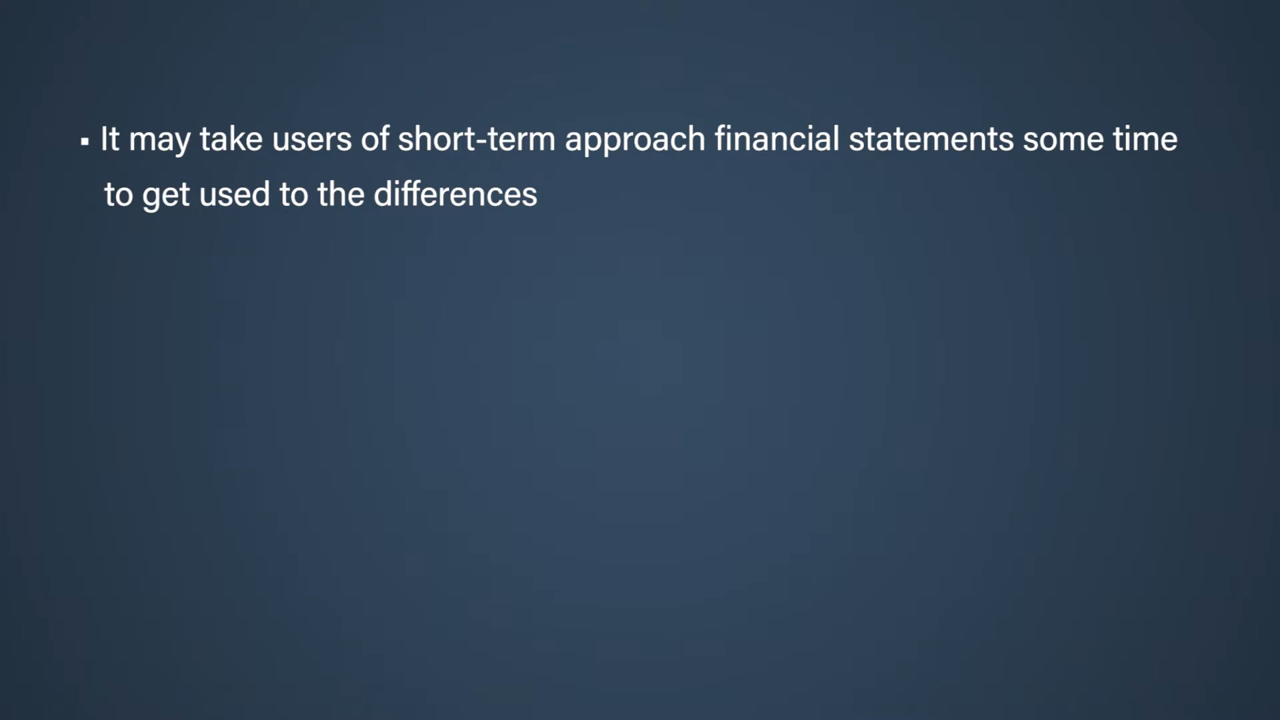 ▪ It may take users of short-term approach financial statements some time
to get used to the differences